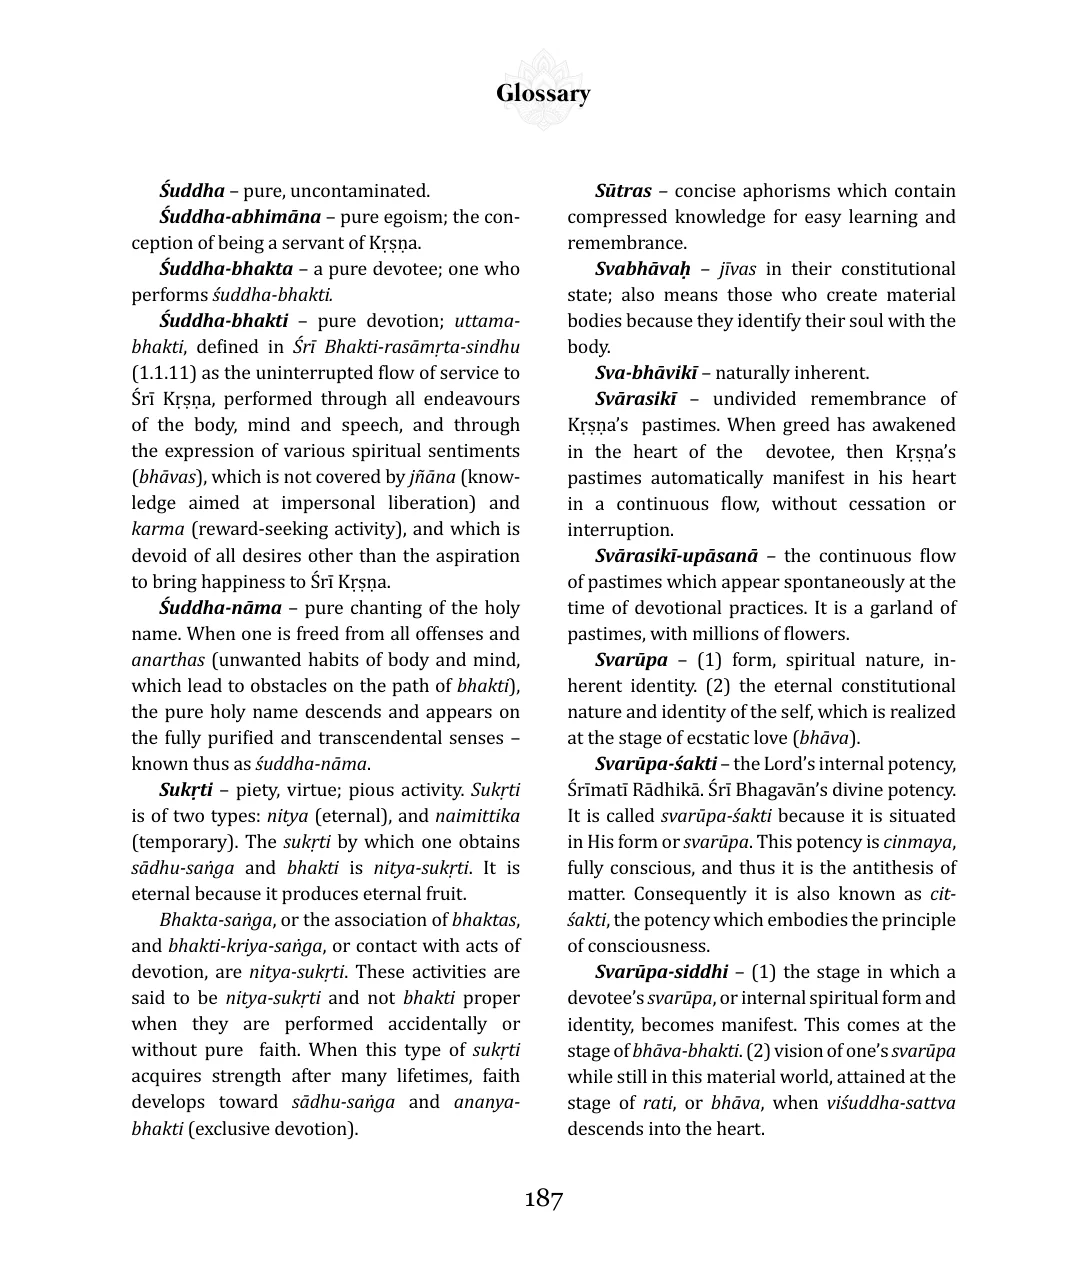 Glossary
Śuddha – pure, uncontaminated.
Śuddha-abhimāna – pure egoism; the con-
ception of being a servant of Kṛṣṇa.
Śuddha-bhakta – a pure devotee; one who
performs śuddha-bhakti.
Śuddha-bhakti – pure devotion; uttama-
bhakti, defined in Śrī Bhakti-rasāmṛta-sindhu
(1.1.11) as the uninterrupted flow of service to
Śrī Kṛṣṇa, performed through all endeavours
of the body, mind and speech, and through
the expression of various spiritual sentiments
(bhāvas), which is not covered by jñāna (know-
ledge aimed at impersonal liberation) and
karma (reward-seeking activity), and which is
devoid of all desires other than the aspiration
to bring happiness to Śrī Kṛṣṇa.
Śuddha-nāma – pure chanting of the holy
name. When one is freed from all offenses and
anarthas (unwanted habits of body and mind,
which lead to obstacles on the path of bhakti),
the pure holy name descends and appears on
the fully purified and transcendental senses –
known thus as śuddha-nāma.
Sukṛti – piety, virtue; pious activity. Sukṛti
is of two types: nitya (eternal), and naimittika
(temporary). The sukṛti by which one obtains
sādhu-saṅga and bhakti is nitya-sukṛti. It is
eternal because it produces eternal fruit.
Bhakta-saṅga, or the association of bhaktas,
and bhakti-kriya-saṅga, or contact with acts of
devotion, are nitya-sukṛti. These activities are
said to be nitya-sukṛti and not bhakti proper
when they are performed accidentally or
without pure faith. When this type of sukṛti
acquires strength after many lifetimes, faith
develops toward sādhu-saṅga and ananya-
bhakti (exclusive devotion).
Sūtras – concise aphorisms which contain
compressed knowledge for easy learning and
remembrance.
Svabhāvaḥ – jīvas in their constitutional
state; also means those who create material
bodies because they identify their soul with the
body.
Sva-bhāvikī – naturally inherent.
Svārasikī – undivided remembrance of
Kṛṣṇa’s pastimes. When greed has awakened
in the heart of the devotee, then Kṛṣṇa’s
pastimes automatically manifest in his heart
in a continuous flow, without cessation or
interruption.
Svārasikī-upāsanā – the continuous flow
of pastimes which appear spontaneously at the
time of devotional practices. It is a garland of
pastimes, with millions of flowers.
Svarūpa – (1) form, spiritual nature, in-
herent identity. (2) the eternal constitutional
nature and identity of the self, which is realized
at the stage of ecstatic love (bhāva).
Svarūpa-śakti – the Lord’s internal potency,
Śrīmatī Rādhikā. Śrī Bhagavān’s divine potency.
It is called svarūpa-śakti because it is situated
in His form or svarūpa. This potency is cinmaya,
fully conscious, and thus it is the antithesis of
matter. Consequently it is also known as cit-
śakti, the potency which embodies the principle
of consciousness.
Svarūpa-siddhi – (1) the stage in which a
devotee’s svarūpa, or internal spiritual form and
identity, becomes manifest. This comes at the
stage of bhāva-bhakti. (2) vision of one’s svarūpa
while still in this material world, attained at the
stage of rati, or bhāva, when viśuddha-sattva
descends into the heart.
187